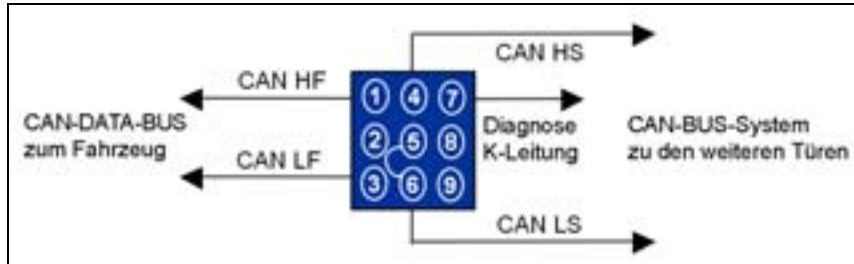 CAN HS
CAN HF
1 4 7
CAN-DATA-BUS
zum Fahrzeug
2 5 8
Diagnose
K-Leitung
CAN-BUS-System
zu den weiteren Türen
CAN LF
3 6 9
CAN LS